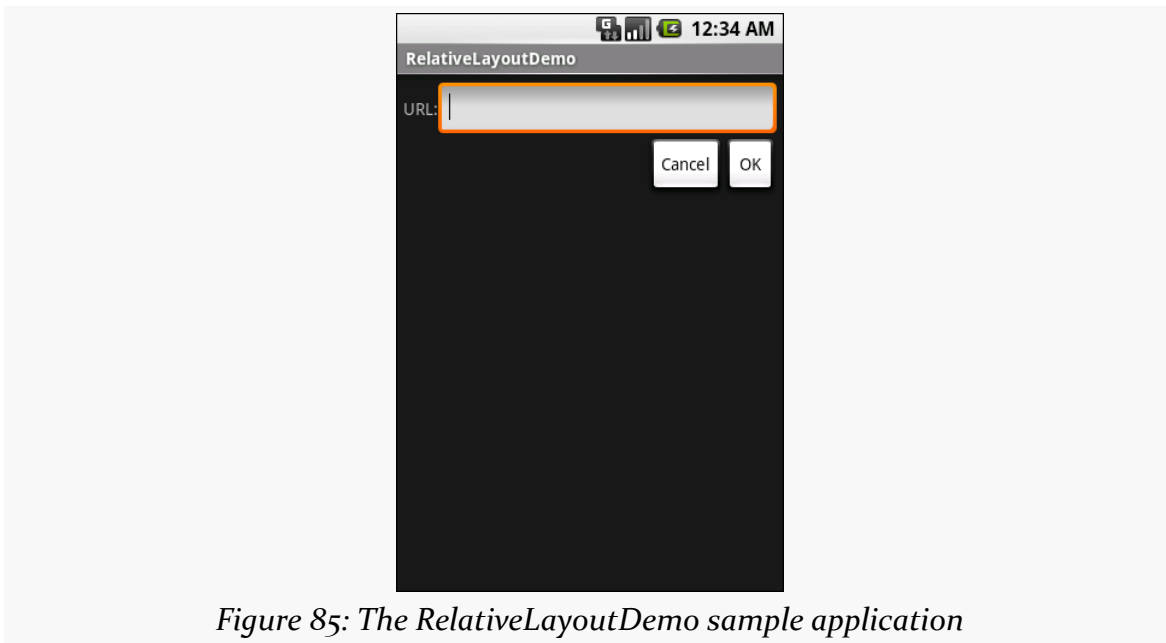 12:34 AM
RelativeLayoutDemo
URL:
Cancel OK
Figure 85: The RelativeLayoutDemo sample application